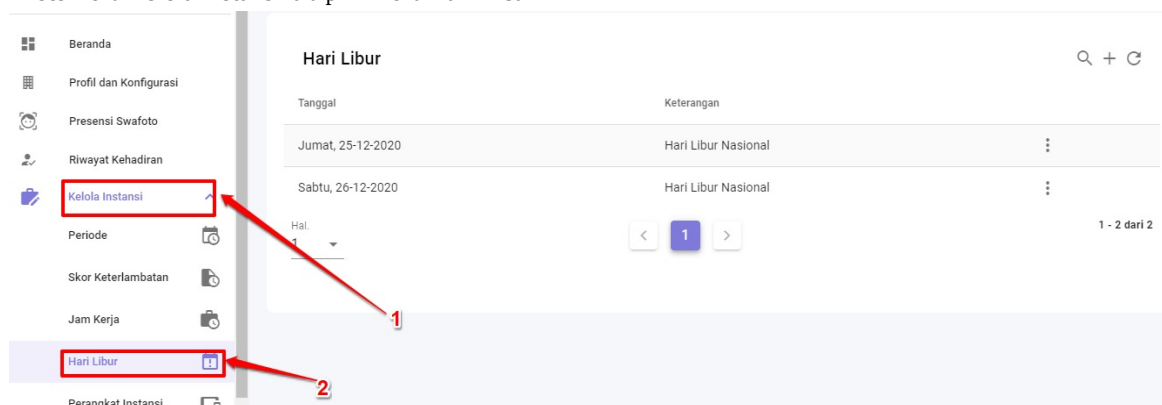 Beranda
Profil dan Konfigurasi
Presensi Swafoto
Riwayat Kehadiran
Kelola Instansi
Periode
Skor Keterlambatan
Jam Kerja
Hari Libur
Perangkat Instansi
Hari Libur
Tanggal Keterangan
Jumat, 25-12-2020 Hari Libur Nasional
Sabtu, 26-12-2020 Hari Libur Nasional
Hal.
1
1
1 - 2 dari 2
1
2